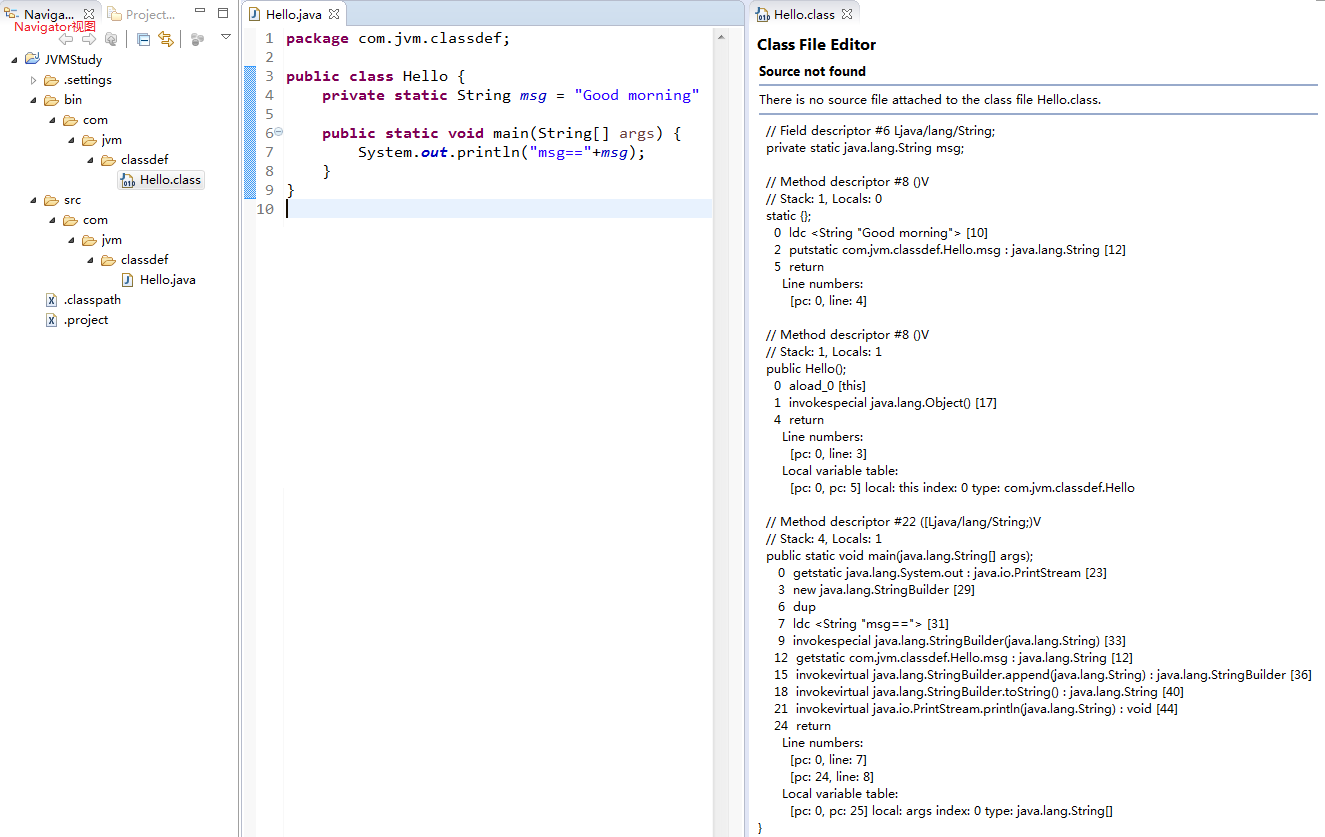 Naviga...
Project...
Navigator视图
JVMStudy
.settings
bin
com
jvm
classdef
Hello.class
src
com
jvm
classdef
Hello.java
.classpath
.project
Hello.java
1 package com.jvm.classdef;
2
3 public class Hello {
4 private static String msg = "Good morning"
5
6 public static void main(String[] args) {
7 System.out.println("msg=="+msg);
8 }
9 }
10
Hello.class
Class File Editor
Source not found
There is no source file attached to the class file Hello.class.
// Field descriptor #6 Ljava/lang/String;
private static java.lang.String msg;
// Method descriptor #8 ()V
// Stack: 1, Locals: 0
static {};
0 ldc <String "Good morning"> [10]
2 putstatic com.jvm.classdef.Hello.msg : java.lang.String [12]
5 return
Line numbers:
[pc: 0, line: 4]
// Method descriptor #8 ()V
// Stack: 1, Locals: 1
public Hello();
0 aload_0 [this]
1 invokespecial java.lang.Object() [17]
4 return
Line numbers:
[pc: 0, line: 3]
Local variable table:
[pc: 0, pc: 5] local: this index: 0 type: com.jvm.classdef.Hello
// Method descriptor #22 ([Ljava/lang/String;)V
// Stack: 4, Locals: 1
public static void main(java.lang.String[] args);
0 getstatic java.lang.System.out : java.io.PrintStream [23]
3 new java.lang.StringBuilder [29]
6 dup
7 ldc <String "msg=="> [31]
9 invokespecial java.lang.StringBuilder(java.lang.String) [33]
12 getstatic com.jvm.classdef.Hello.msg : java.lang.String [12]
15 invokevirtual java.lang.StringBuilder.append(java.lang.String) : java.lang.StringBuilder [36]
18 invokevirtual java.lang.StringBuilder.toString() : java.lang.String [40]
21 invokevirtual java.io.PrintStream.println(java.lang.String) : void [44]
24 return
Line numbers:
[pc: 0, line: 7]
[pc: 24, line: 8]
Local variable table:
[pc: 0, pc: 25] local: args index: 0 type: java.lang.String[]
}